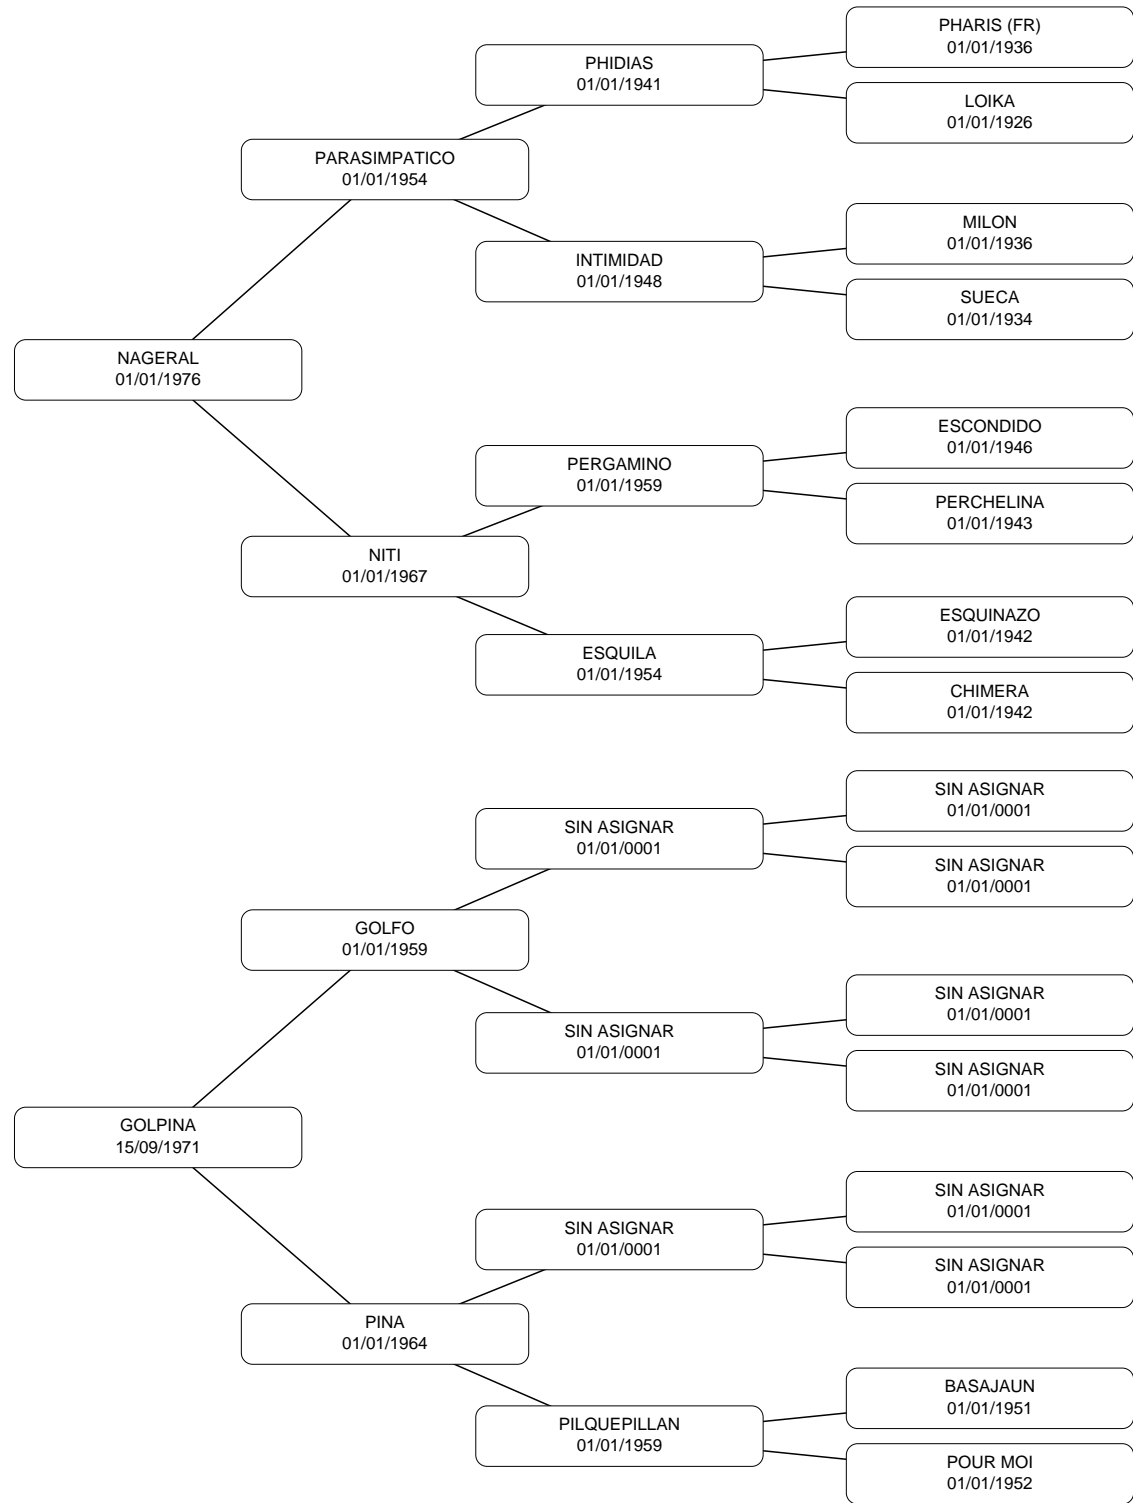 PHARIS (FR)
01/01/1936
PHIDIAS
01/01/1941
LOIKA
01/01/1926
PARASIMPATICO
01/01/1954
MILON
01/01/1936
INTIMIDAD
01/01/1948
SUECA
01/01/1934
NAGERAL
01/01/1976
ESCONDIDO
01/01/1946
PERGAMINO
01/01/1959
PERCHELINA
01/01/1943
NITI
01/01/1967
ESQUINAZO
01/01/1942
ESQUILA
01/01/1954
CHIMERA
01/01/1942
SIN ASIGNAR
01/01/0001
SIN ASIGNAR
01/01/0001
SIN ASIGNAR
01/01/0001
GOLFO
01/01/1959
SIN ASIGNAR
01/01/0001
SIN ASIGNAR
01/01/0001
SIN ASIGNAR
01/01/0001
GOLPINA
15/09/1971
SIN ASIGNAR
01/01/0001
SIN ASIGNAR
01/01/0001
SIN ASIGNAR
01/01/0001
PINA
01/01/1964
BASAJAUN
01/01/1951
PILQUEPILLAN
01/01/1959
POUR MOI
01/01/1952